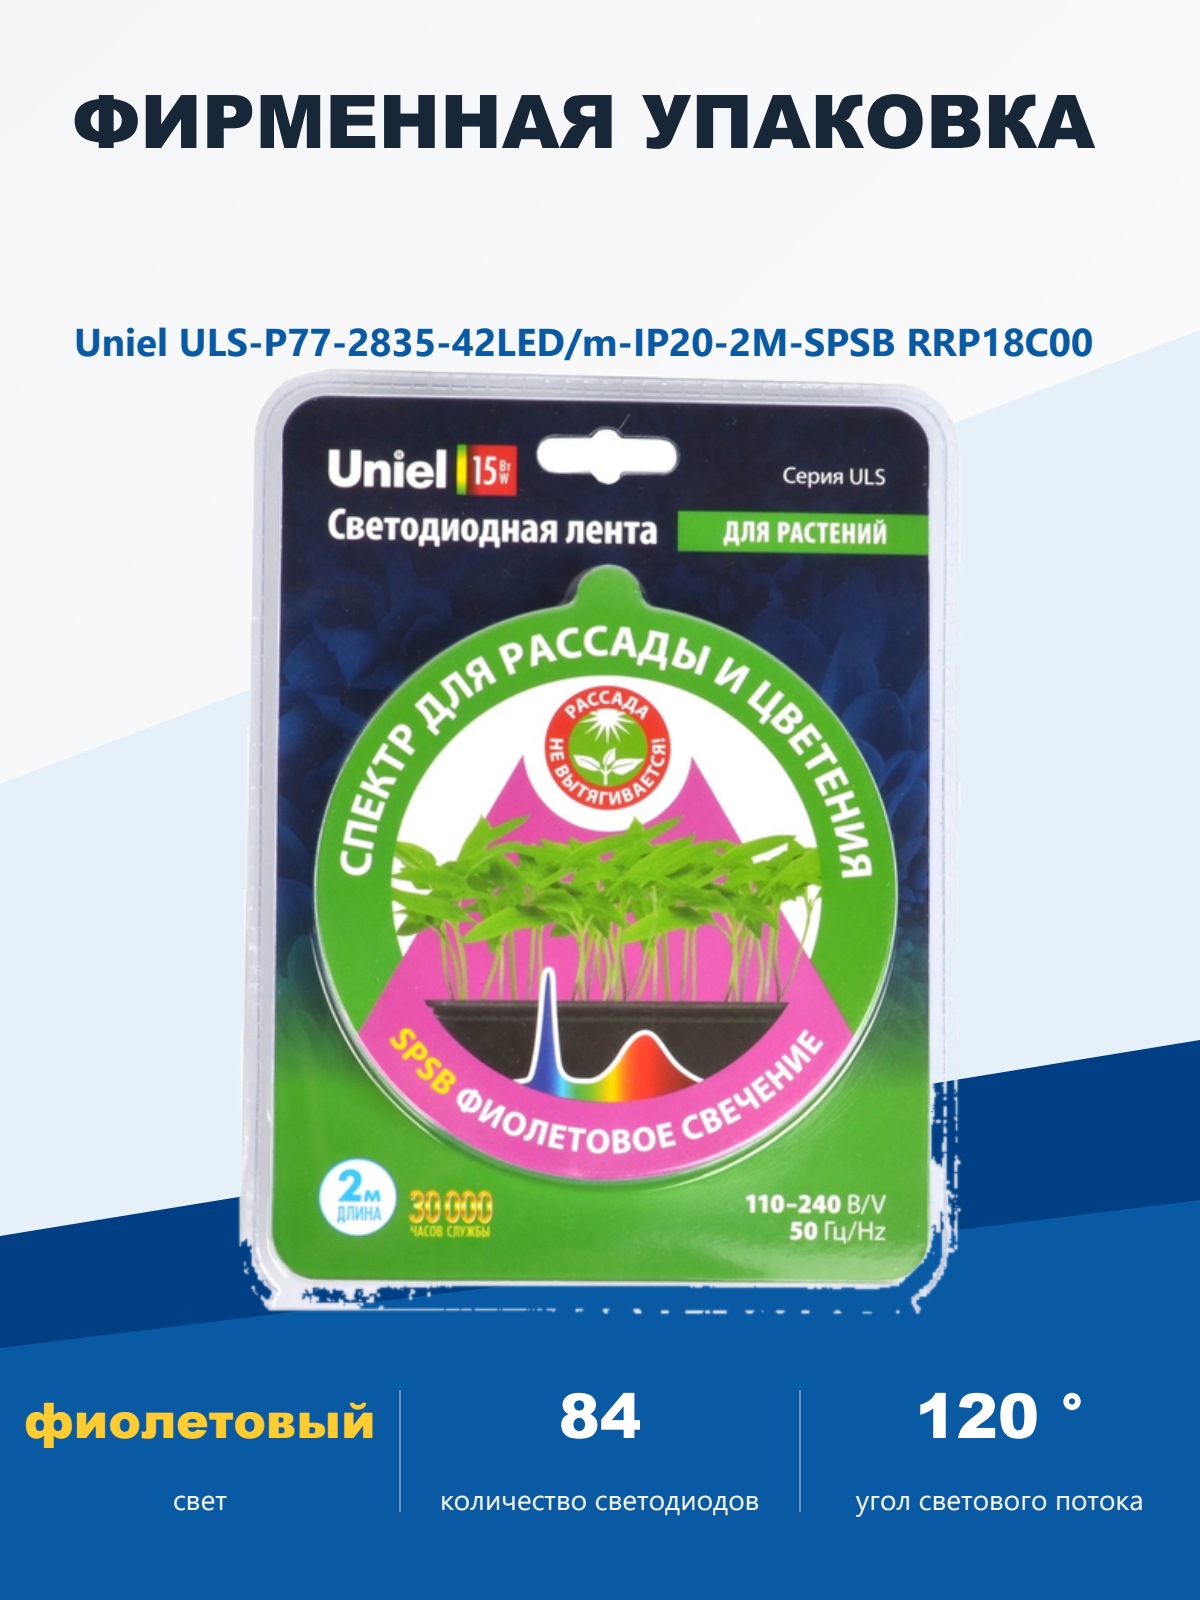 ФИРМЕННАЯ УПАКОВКА
Uniel ULS-P77-2835-42LED/m-IP20-2M-SPSB RRP18C00
Uniel® 15 Вт W
Серия ULS
Светодиодная лента
ДЛЯ РАСТЕНИЙ
СПЕКТР ДЛЯ РАССАДЫ И ЦВЕТЕНИЯ
РАССАДА
НЕ ВЫТЯГИВАЕТСЯ!
SPSB ФИОЛЕТОВОЕ СВЕЧЕНИЕ
2м
ДЛИНА
30 000
ЧАСОВ СЛУЖБЫ
110–240 В/V
50 Гц/Hz
фиолетовый
свет
84
количество светодиодов
120 °
угол светового потока